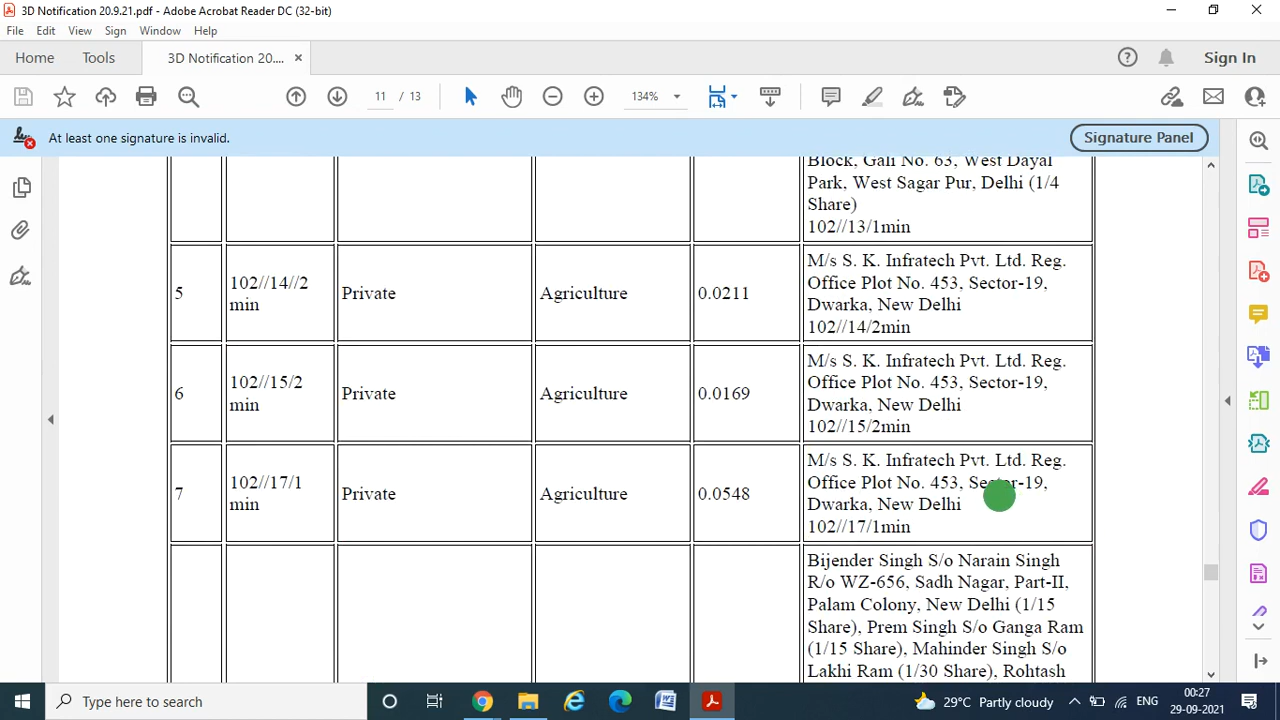 3D Notification 20.9.21.pdf - Adobe Acrobat Reader DC (32-bit)
File Edit View Sign Window Help
Home Tools 3D Notification 20.... × Sign In
11 / 13 134%
At least one signature is invalid. Signature Panel
Block, Gali No. 63, West Dayal
Park, West Sagar Pur, Delhi (1/4
Share)
102//13/1min
5
102//14//2
min
Private
Agriculture
0.0211
M/s S. K. Infratech Pvt. Ltd. Reg.
Office Plot No. 453, Sector-19,
Dwarka, New Delhi
102//14/2min
6
102//15/2
min
Private
Agriculture
0.0169
M/s S. K. Infratech Pvt. Ltd. Reg.
Office Plot No. 453, Sector-19,
Dwarka, New Delhi
102//15/2min
7
102//17/1
min
Private
Agriculture
0.0548
M/s S. K. Infratech Pvt. Ltd. Reg.
Office Plot No. 453, Sector-19,
Dwarka, New Delhi
102//17/1min
Bijender Singh S/o Narain Singh
R/o WZ-656, Sadh Nagar, Part-II,
Palam Colony, New Delhi (1/15
Share), Prem Singh S/o Ganga Ram
(1/15 Share), Mahinder Singh S/o
Lakhi Ram (1/30 Share), Rohtash
Type here to search
29°C Partly cloudy
ENG
00:27
29-09-2021